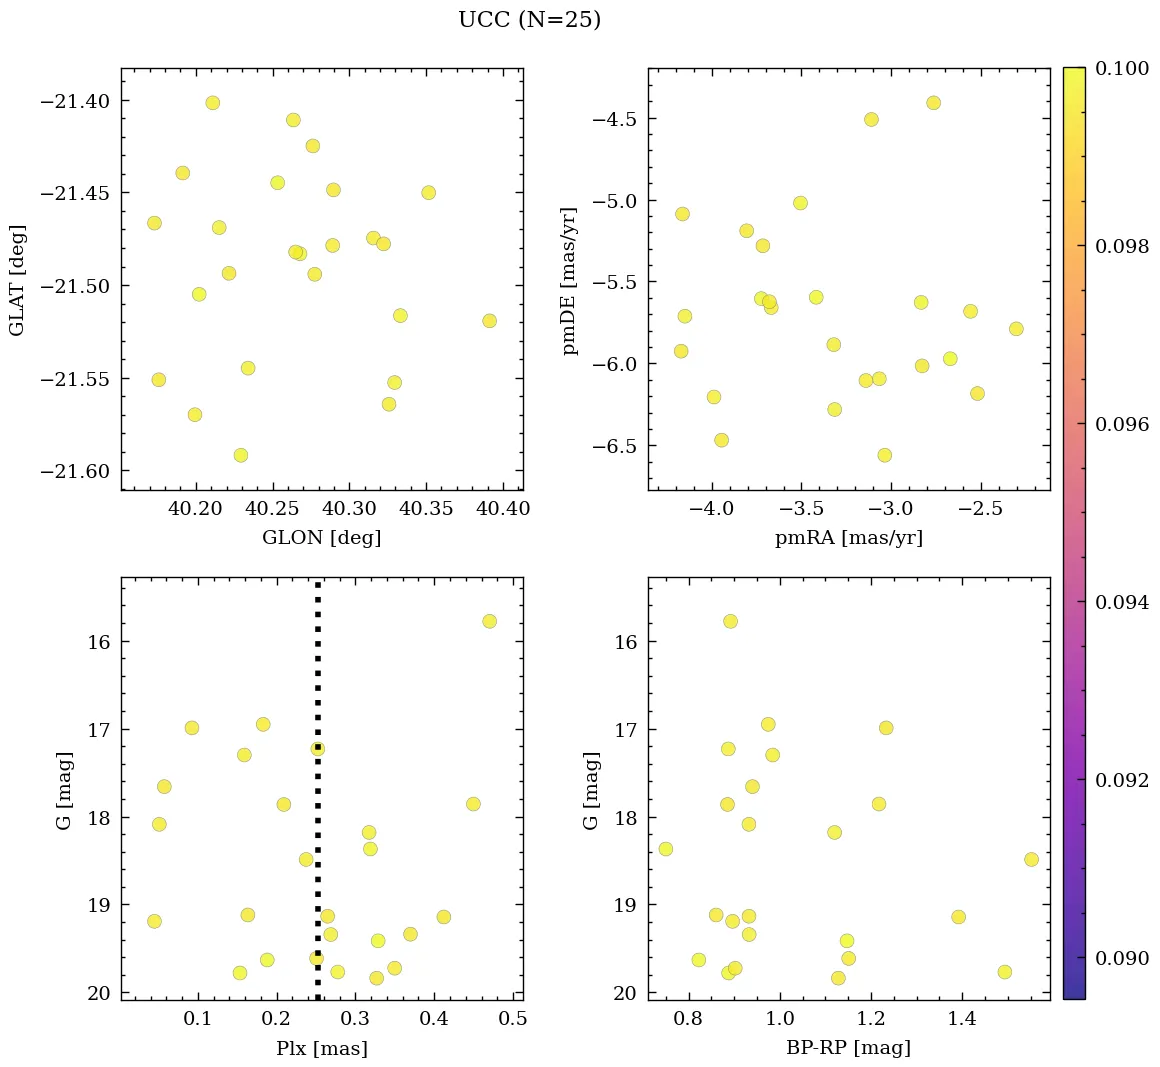 UCC (N=25)
−21.40
−21.45
−21.50
−21.55
−21.60
GLAT [deg]
40.20 40.25 40.30 40.35 40.40
GLON [deg]
−4.5
−5.0
−5.5
−6.0
−6.5
pmDE [mas/yr]
−4.0 −3.5 −3.0 −2.5
pmRA [mas/yr]
16
17
18
19
20
G [mag]
0.1 0.2 0.3 0.4 0.5
Plx [mas]
16
17
18
19
20
G [mag]
0.8 1.0 1.2 1.4
BP-RP [mag]
0.100
0.098
0.096
0.094
0.092
0.090